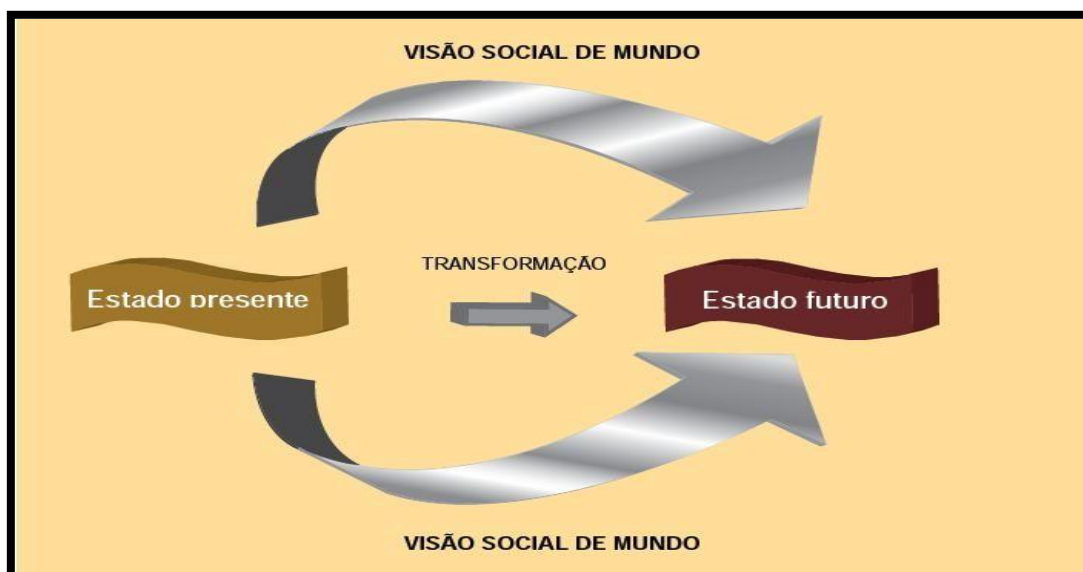 VISÃO SOCIAL DE MUNDO
TRANSFORMAÇÃO
Estado presente
Estado futuro
VISÃO SOCIAL DE MUNDO